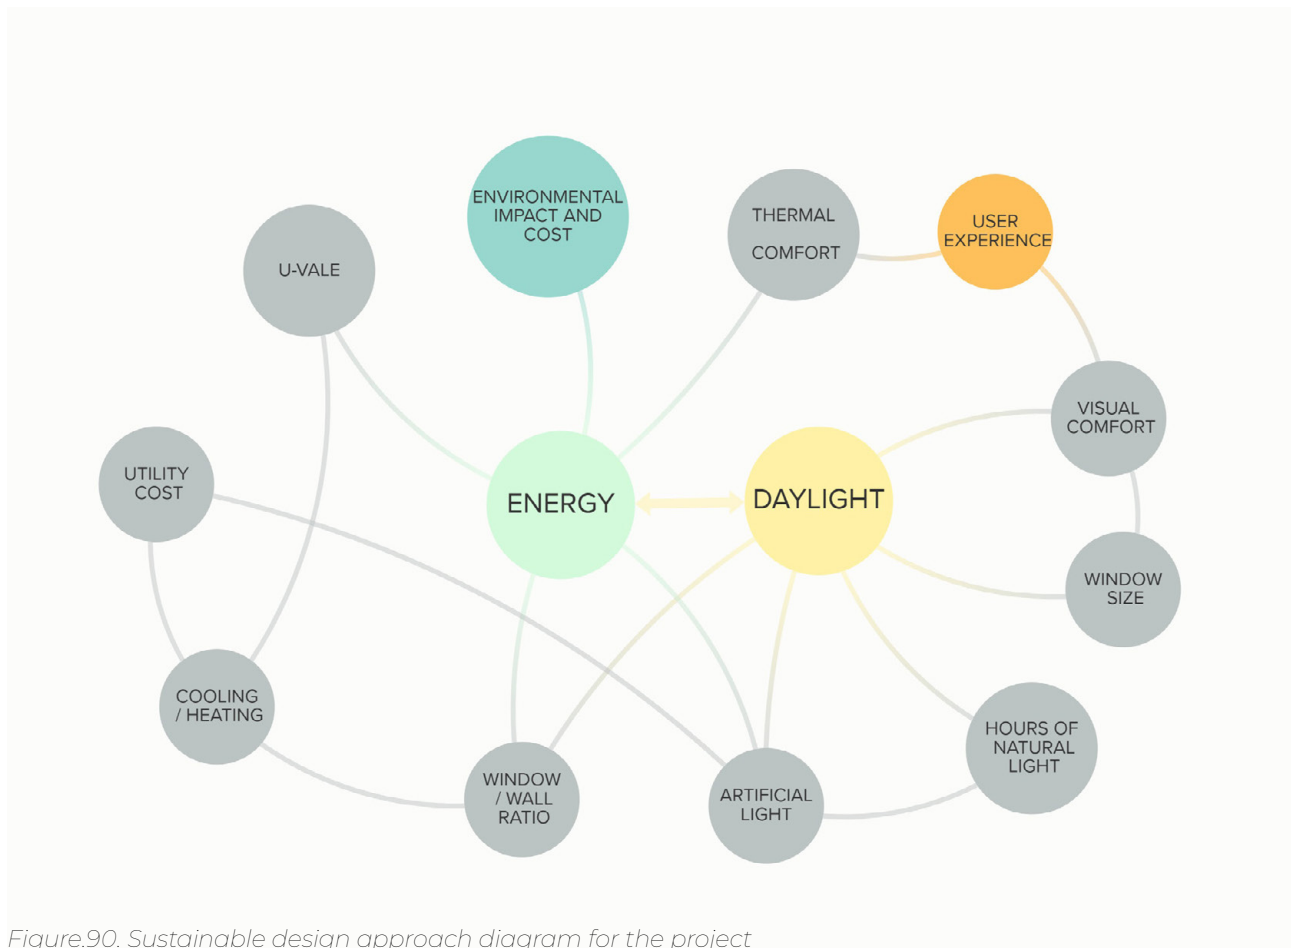 ENVIRONMENTAL
IMPACT AND
COST
THERMAL
COMFORT
USER
EXPERIENCE
U-VALE
VISUAL
COMFORT
UTILITY
COST
ENERGY
DAYLIGHT
WINDOW
SIZE
COOLING
/ HEATING
HOURS OF
NATURAL
LIGHT
WINDOW
/ WALL
RATIO
ARTIFICIAL
LIGHT
Figure.90. Sustainable design approach diagram for the project